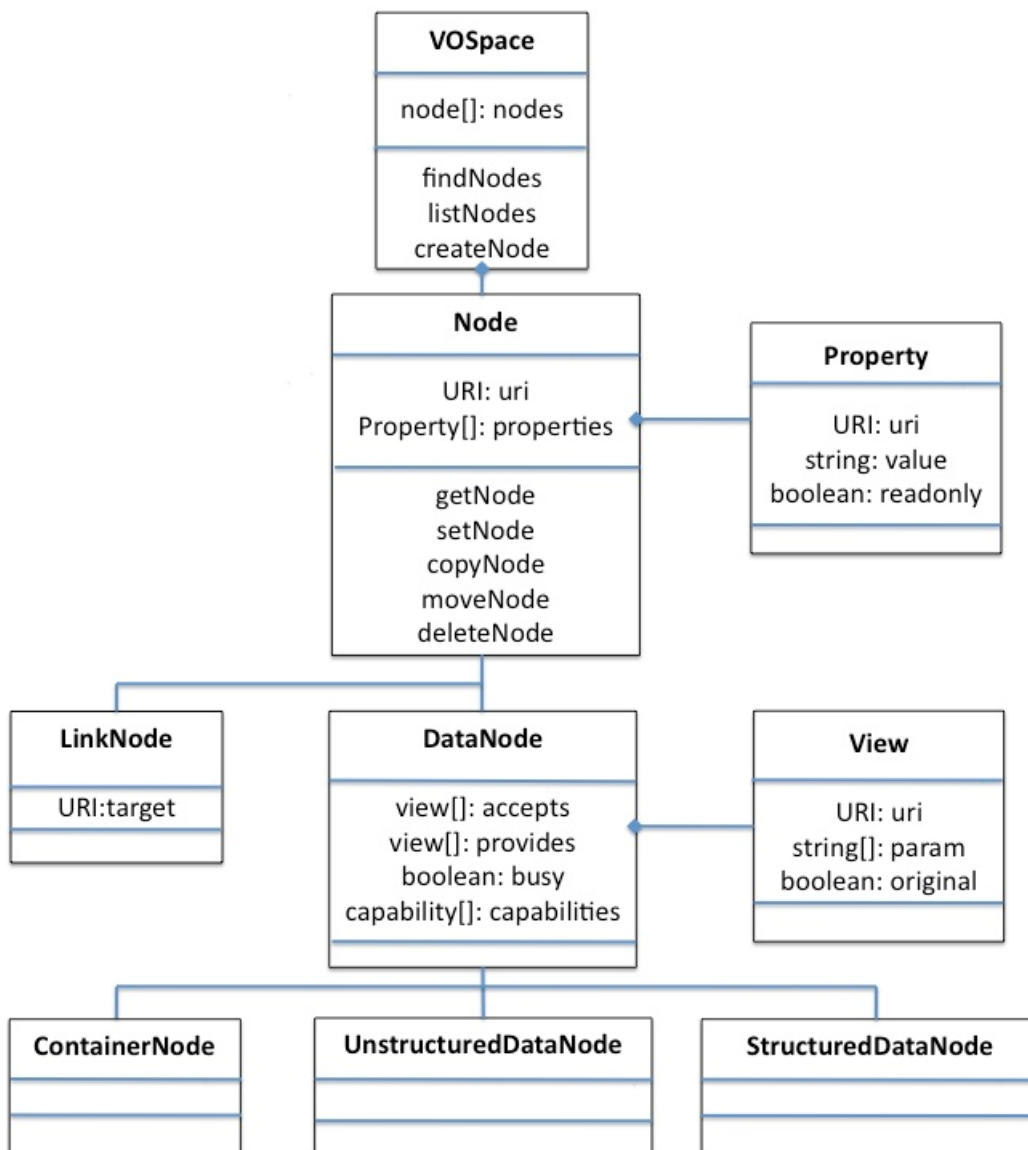 VOSpace
node[]: nodes
findNodes
listNodes
createNode
Node
URI: uri
Property[]: properties
getNode
setNode
copyNode
moveNode
deleteNode
Property
URI: uri
string: value
boolean: readonly
LinkNode
URI:target
DataNode
view[]: accepts
view[]: provides
boolean: busy
capability[]: capabilities
View
URI: uri
string[]: param
boolean: original
ContainerNode
UnstructuredDataNode
StructuredDataNode